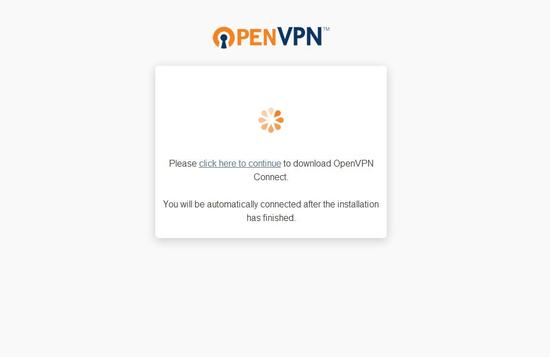 OPENVPN™
Please click here to continue to download OpenVPN
Connect.
You will be automatically connected after the installation
has finished.